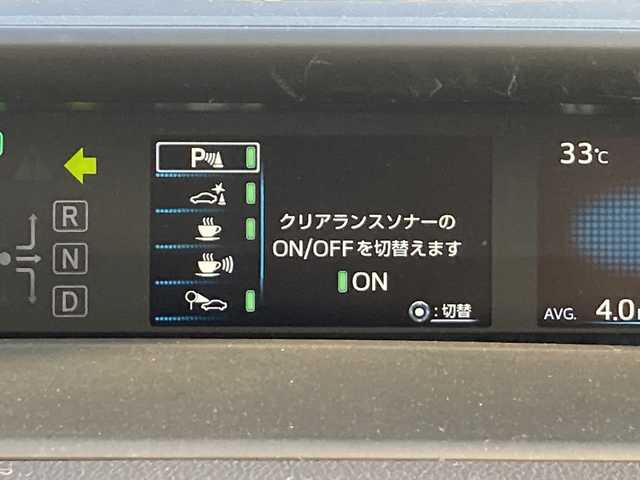 P
33℃
R
クリアランスソナーの
ON/OFFを切替えます
N
ON
D
:切替
AVG. 4.0